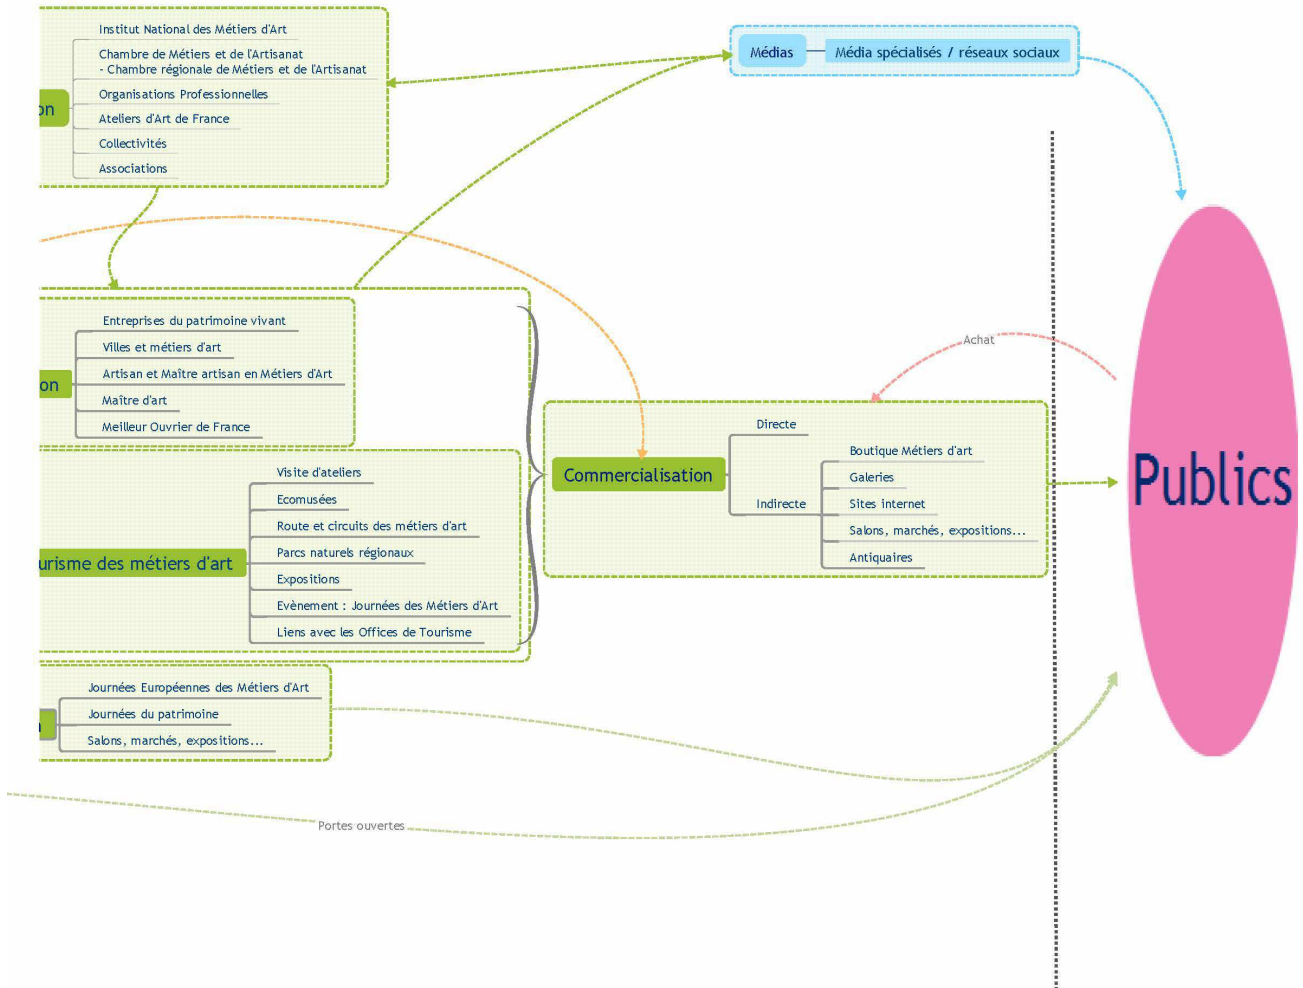 Institut National des Métiers d'Art
Chambre de Métiers et de l'Artisanat
- Chambre régionale de Métiers et de l'Artisanat
Organisations Professionnelles
Ateliers d'Art de France
Collectivités
Associations
Médias
Média spécialisés / réseaux sociaux
Entreprises du patrimoine vivant
Villes et métiers d'art
Artisan et Maître artisan en Métiers d'Art
Maître d'art
Meilleur Ouvrier de France
urisme des métiers d'art
Visite d'ateliers
Ecomusées
Route et circuits des métiers d'art
Parcs naturels régionaux
Expositions
Evènement : Journées des Métiers d'Art
Liens avec les Offices de Tourisme
Journées Européennes des Métiers d'Art
Journées du patrimoine
Salons, marchés, expositions...
Portes ouvertes
Achat
Commercialisation
Directe
Indirecte
Boutique Métiers d'art
Galeries
Sites internet
Salons, marchés, expositions...
Antiquaires
Publics